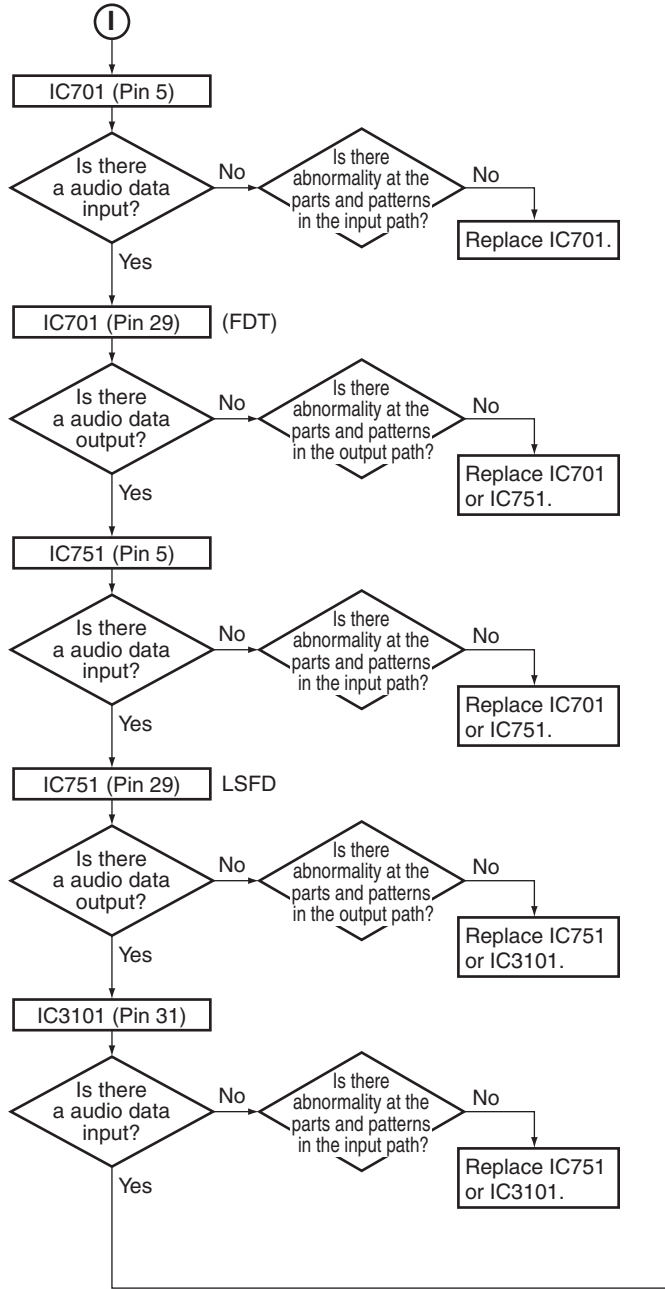 I
IC701 (Pin 5)
Is there
a audio data
input?
No
Is there
abnormality at the
parts and patterns
in the input path?
No
Replace IC701.
Yes
IC701 (Pin 29) (FDT)
Is there
a audio data
output?
No
Is there
abnormality at the
parts and patterns
in the output path?
No
Replace IC701
or IC751.
Yes
IC751 (Pin 5)
Is there
a audio data
input?
No
Is there
abnormality at the
parts and patterns
in the input path?
No
Replace IC701
or IC751.
Yes
IC751 (Pin 29) LSFD
Is there
a audio data
output?
No
Is there
abnormality at the
parts and patterns
in the output path?
No
Replace IC751
or IC3101.
Yes
IC3101 (Pin 31)
Is there
a audio data
input?
No
Is there
abnormality at the
parts and patterns
in the input path?
No
Replace IC751
or IC3101.
Yes